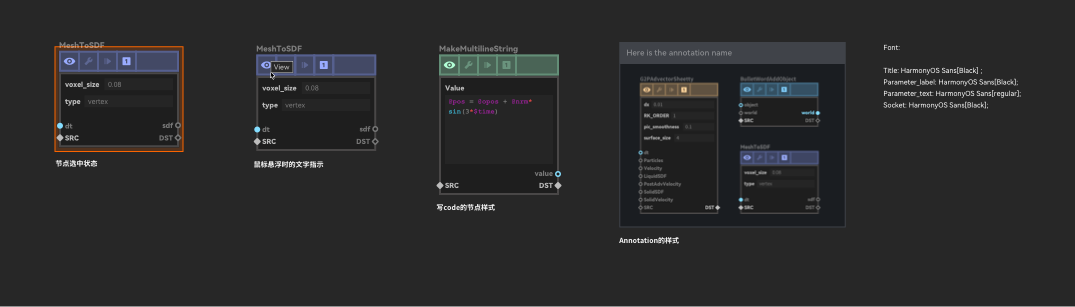 MeshToSDF
voxel_size 0.08
type vertex
dt sdf
SRC DST
节点选中状态
MeshToSDF
View
voxel_size 0.08
type vertex
dt sdf
SRC DST
鼠标悬浮时的文字指示
MakeMultilineString
Value
$pos = $opos + $nrm*
sin(3*$time)
value
SRC DST
写code的节点样式
Here is the annotation name
dx 0.01
RK_ORDER 1
pic_smoothness 0.1
surface_size 4
dt
Particles
Velocity
LiquidSDF
PostAdvVelocity
SolidSDF
SolidVelocity
SRC DST
object
world world
SRC DST
MeshToSDF
voxel_size 0.08
type vertex
dt sdf
SRC DST
Annotation的样式
Font:
Title: HarmonyOS Sans[Black] ;
Parameter_label: HarmonyOS Sans[Black];
Parameter_text: HarmonyOS Sans[regular];
Socket: HarmonyOS Sans[Black];